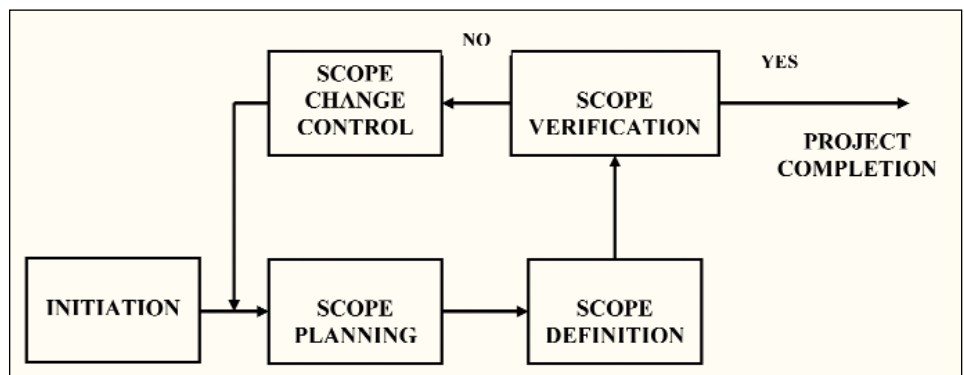 NO
YES
SCOPE
CHANGE
CONTROL
SCOPE
VERIFICATION
PROJECT
COMPLETION
INITIATION
SCOPE
PLANNING
SCOPE
DEFINITION